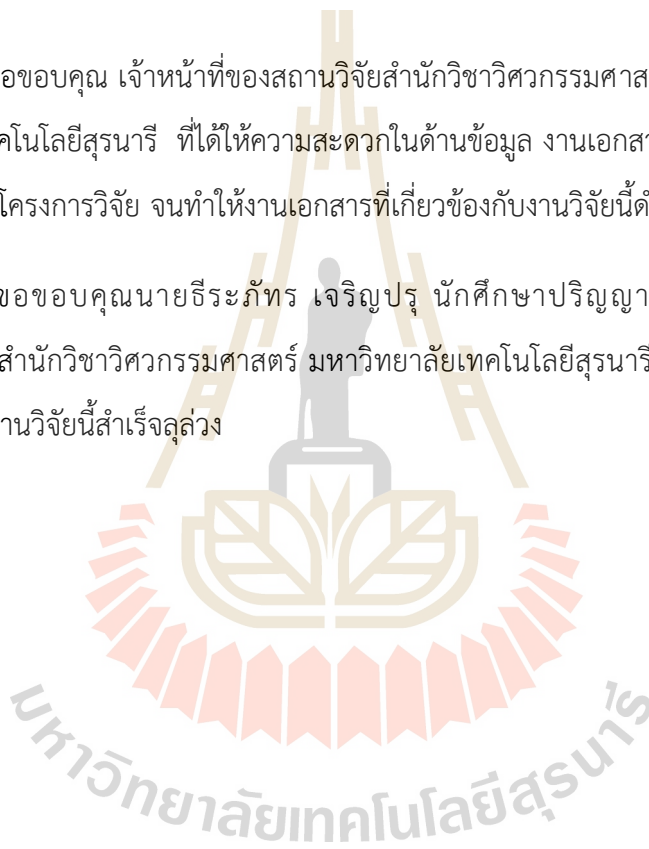 อขอบคุณ เจ้าหน้าที่ของสถานวิจัยสำนักวิชาวิศวกรรมศาส
คโนโลยีสุรนารี ที่ได้ให้ความสะดวกในด้านข้อมูล งานเอกสา
โครงการวิจัย จนทำให้งานเอกสารที่เกี่ยวข้องกับงานวิจัยนี้ดำ
ขอขอบคุณนายธีระภัทร เจริญปรุ นักศึกษาปริญญา
สำนักวิชาวิศวกรรมศาสตร์ มหาวิทยาลัยเทคโนโลยีสุรนารี
านวิจัยนี้สำเร็จลุล่วง
มหาวิทยาลัยเทคโนโลยีสุรนารี